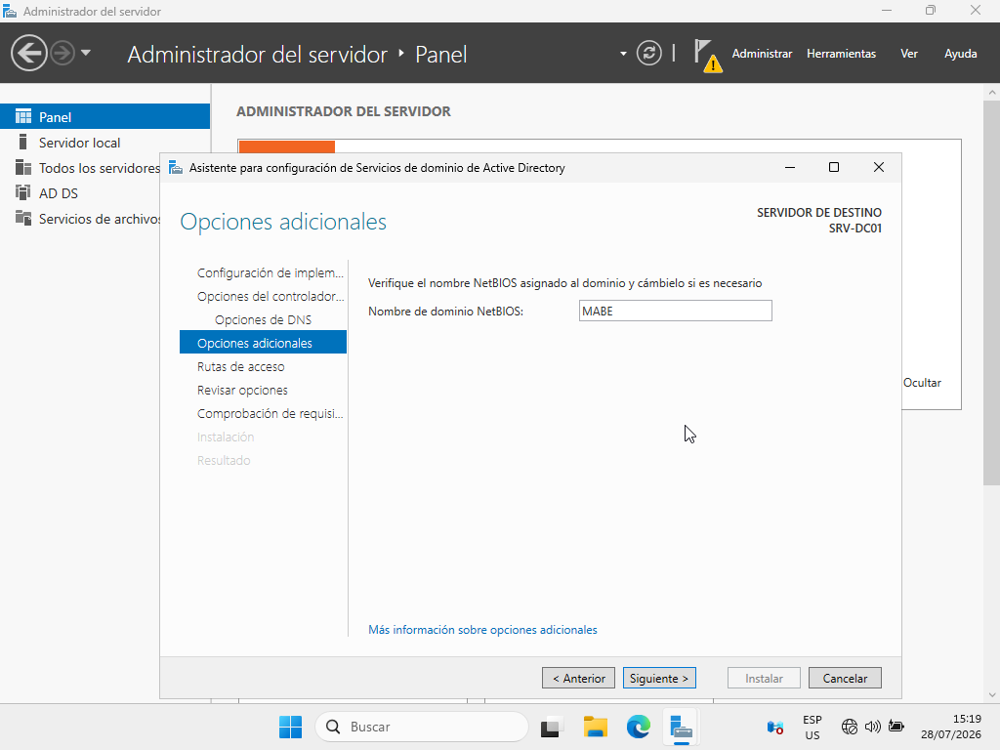 Administrador del servidor
Administrador del servidor ‣ Panel
Administrar Herramientas Ver Ayuda
Panel
Servidor local
Todos los servidores
AD DS
Servicios de archivos
ADMINISTRADOR DEL SERVIDOR
Ocultar
Asistente para configuración de Servicios de dominio de Active Directory
Opciones adicionales
SERVIDOR DE DESTINO
SRV-DC01
Configuración de implem...
Opciones del controlador...
Opciones de DNS
Opciones adicionales
Rutas de acceso
Revisar opciones
Comprobación de requisi...
Instalación
Resultado
Verifique el nombre NetBIOS asignado al dominio y cámbielo si es necesario
Nombre de dominio NetBIOS: MABE
Más información sobre opciones adicionales
< Anterior Siguiente > Instalar Cancelar
Buscar
ESP
US
15:19
28/07/2026